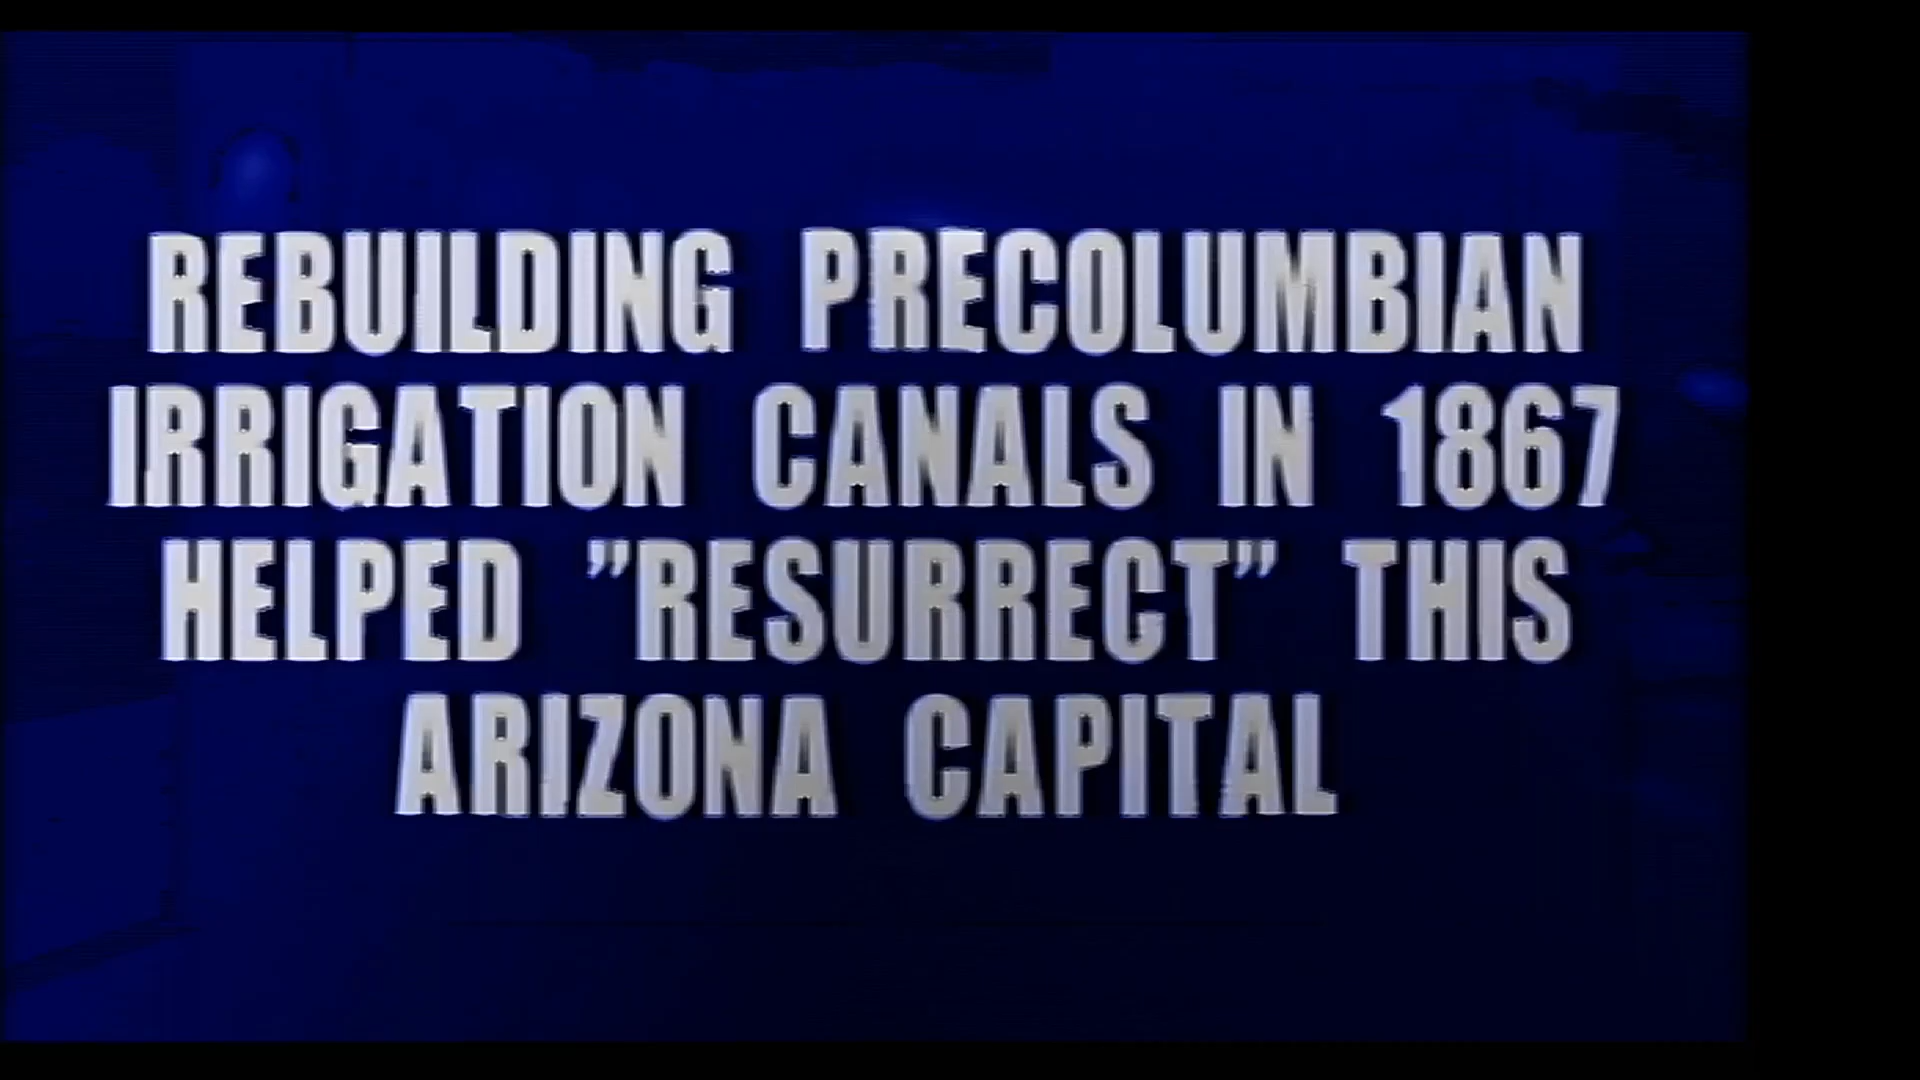 REBUILDING PRECOLUMBIAN
IRRIGATION CANALS IN 1867
HELPED "RESURRECT" THIS
ARIZONA CAPITAL